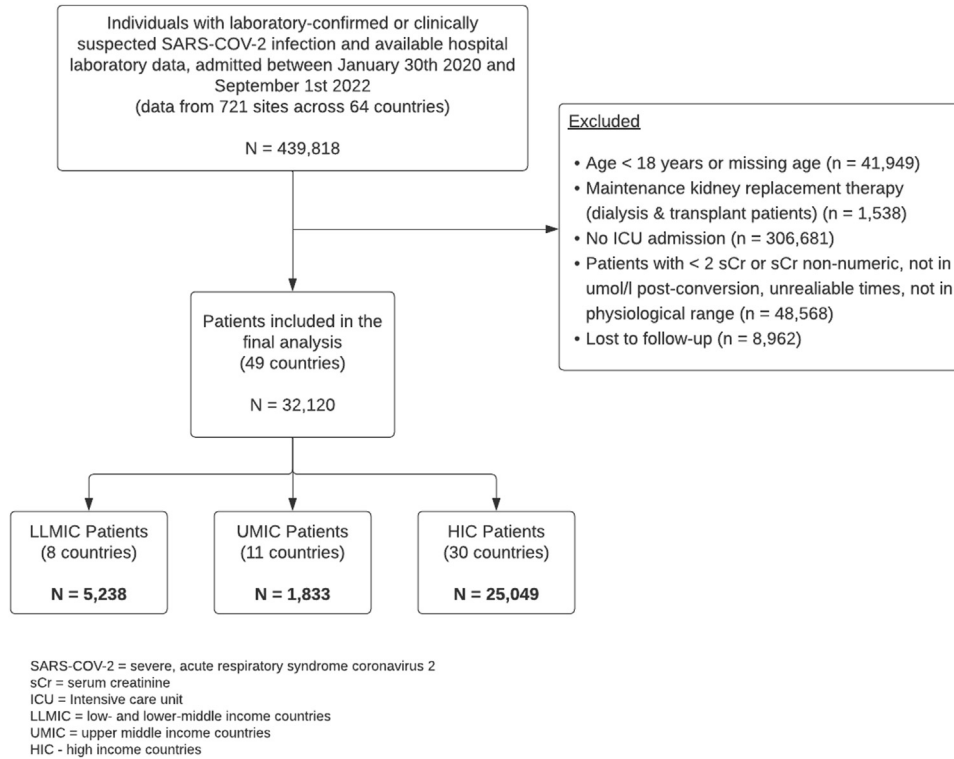 Individuals with laboratory-confirmed or clinically
suspected SARS-COV-2 infection and available hospital
laboratory data, admitted between January 30th 2020 and
September 1st 2022
(data from 721 sites across 64 countries)
N = 439,818
Excluded
• Age < 18 years or missing age (n = 41,949)
• Maintenance kidney replacement therapy
(dialysis & transplant patients) (n = 1,538)
• No ICU admission (n = 306,681)
• Patients with < 2 sCr or sCr non-numeric, not in
umol/l post-conversion, unrealiable times, not in
physiological range (n = 48,568)
• Lost to follow-up (n = 8,962)
Patients included in the
final analysis
(49 countries)
N = 32,120
LLMIC Patients
(8 countries)
N = 5,238
UMIC Patients
(11 countries)
N = 1,833
HIC Patients
(30 countries)
N = 25,049
SARS-COV-2 = severe, acute respiratory syndrome coronavirus 2
sCr = serum creatinine
ICU = Intensive care unit
LLMIC = low- and lower-middle income countries
UMIC = upper middle income countries
HIC - high income countries